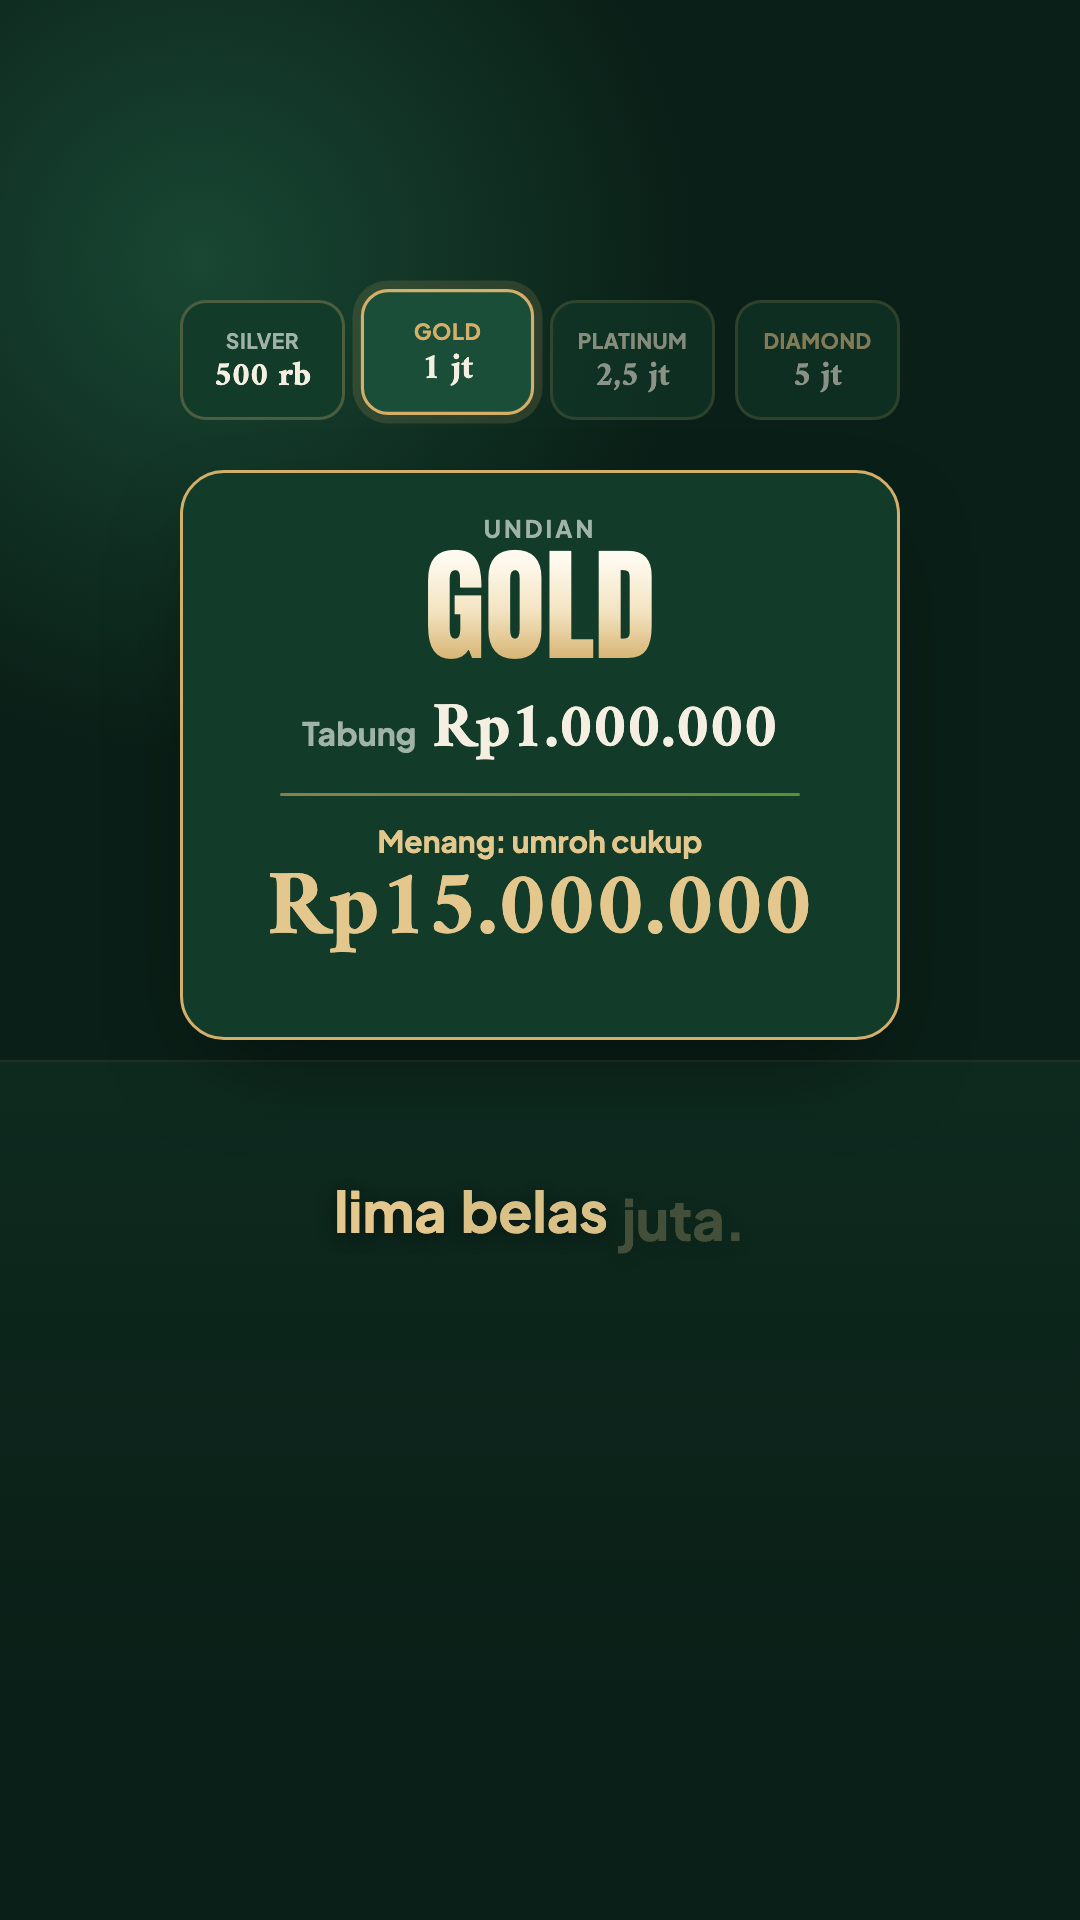 SILVER
500 rb
GOLD
1 jt
PLATINUM
2,5 jt
DIAMOND
5 jt
UNDIAN
GOLD
Tabung Rp1.000.000
Menang: umroh cukup
Rp15.000.000
lima belas juta.